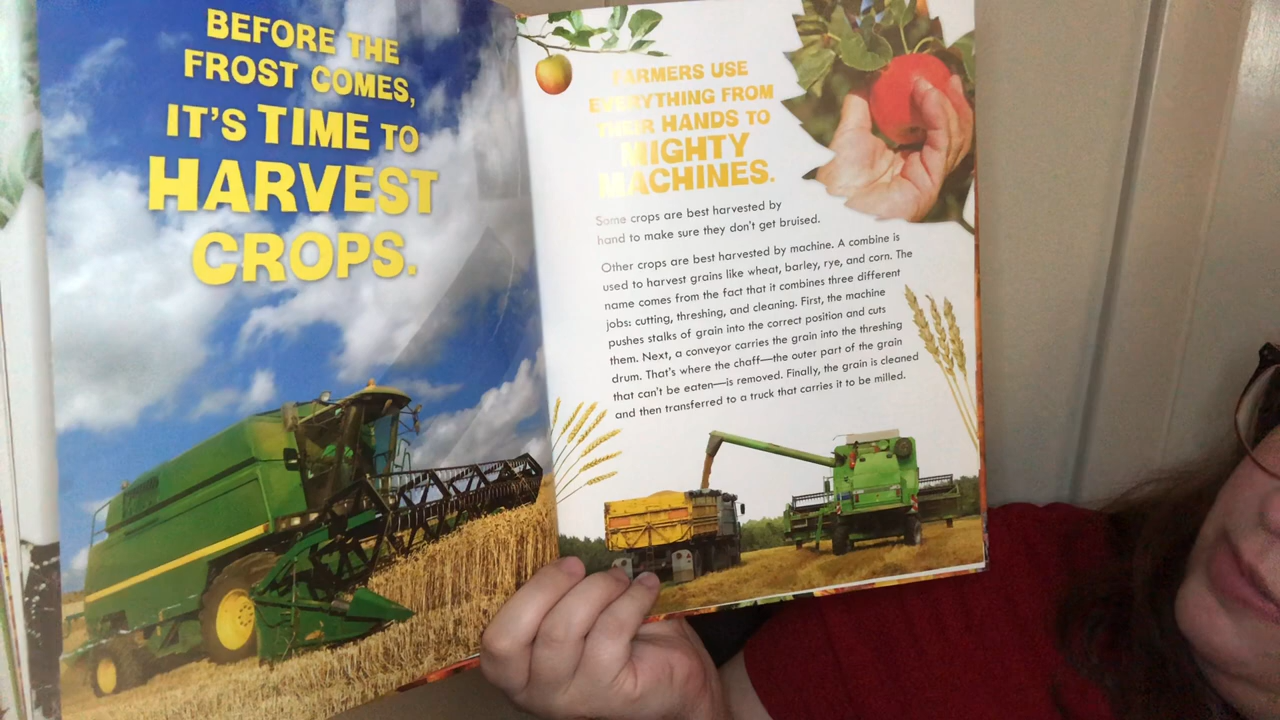 BEFORE THE
FROST COMES,
IT'S TIME TO
HARVEST
CROPS.
FARMERS USE
EVERYTHING FROM
THEIR HANDS TO
MIGHTY
MACHINES.
Some crops are best harvested by
hand to make sure they don't get bruised.
Other crops are best harvested by machine. A combine is
used to harvest grains like wheat, barley, rye, and corn. The
name comes from the fact that it combines three different
jobs: cutting, threshing, and cleaning. First, the machine
pushes stalks of grain into the correct position and cuts
them. Next, a conveyor carries the grain into the threshing
drum. That's where the chaff—the outer part of the grain
that can't be eaten—is removed. Finally, the grain is cleaned
and then transferred to a truck that carries it to be milled.